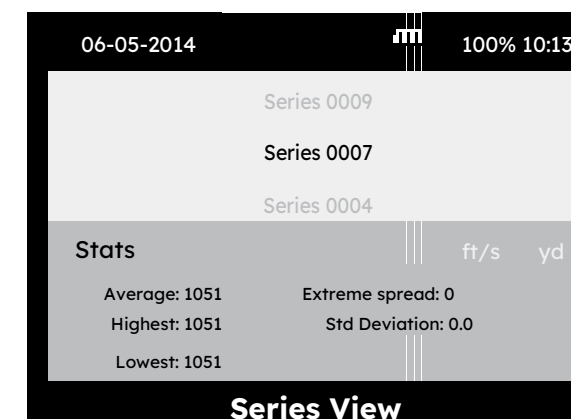 06-05-2014 100% 10:13
Series 0009
Series 0007
Series 0004
Stats ft/s yd
Average: 1051 Extreme spread: 0
Highest: 1051 Std Deviation: 0.0
Lowest: 1051
Series View